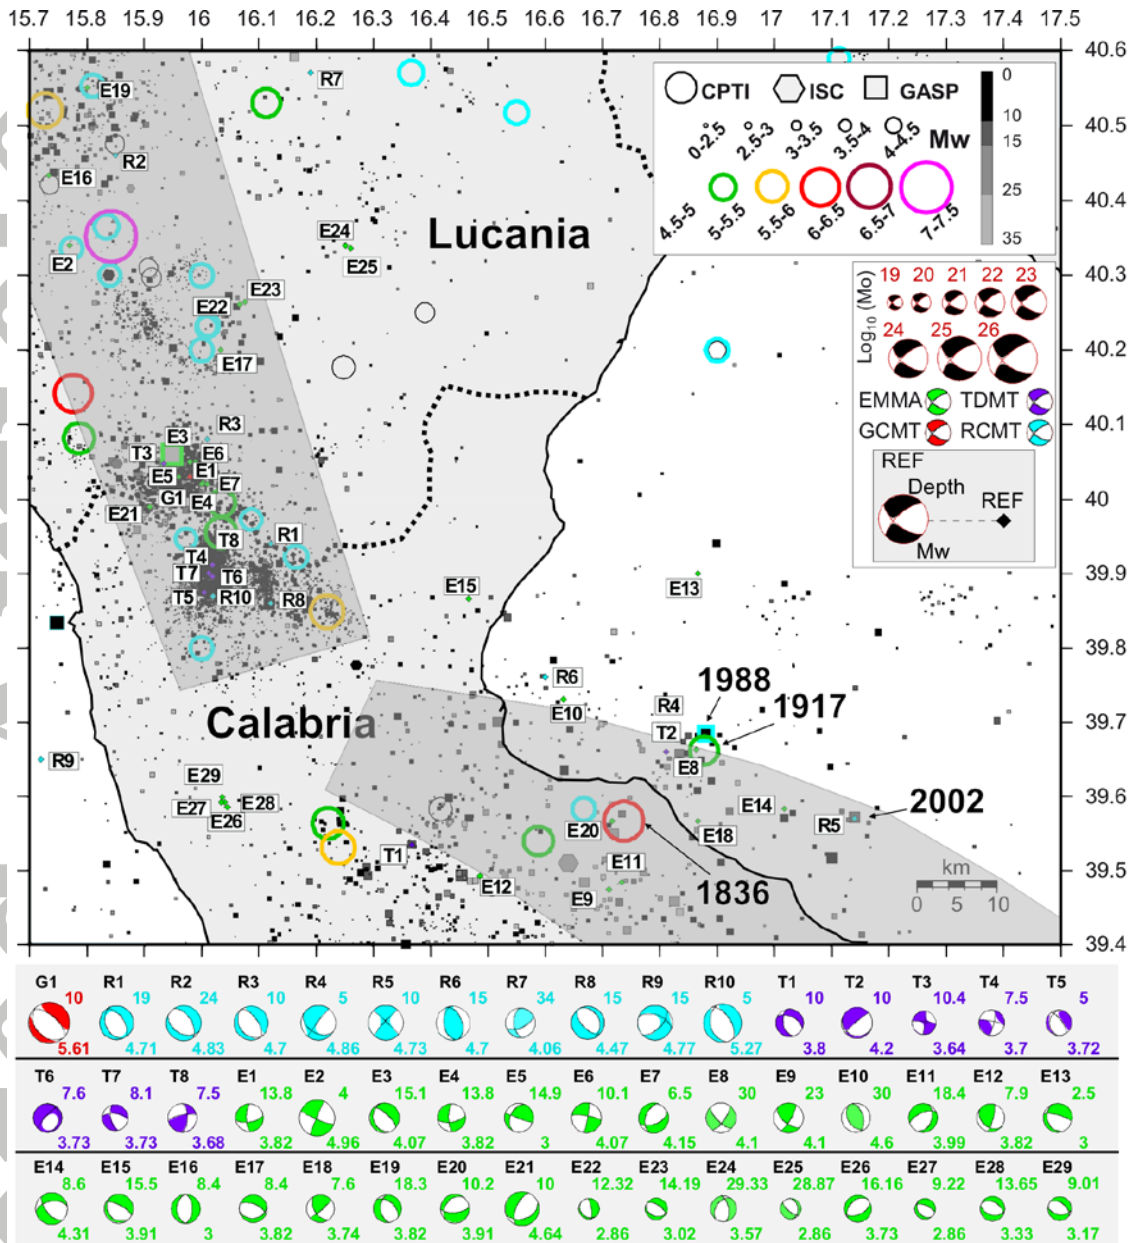 15.7 15.8 15.9 16 16.1 16.2 16.3 16.4 16.5 16.6 16.7 16.8 16.9 17 17.1 17.2 17.3 17.4 17.5
40.6
40.5
40.4
40.3
40.2
40.1
40
39.9
39.8
39.7
39.6
39.5
39.4
CPTI ISC GASP
0-2.5 2.5-3 3-3.5 3.5-4 4-4.5 Mw
4.5-5 5-5.5 5.5-6 6-6.5 6.5-7 7-7.5
0
10
15
25
35
19 20 21 22 23
Log10 (Mo)
24 25 26
EMMA TDMT
GCMT RCMT
REF
Depth REF
Mw
Lucania
Calabria
E19
R7
R2
E16
E24
E25
E2
E23
E22
E17
R3
E3
T3
E6
E5
E1
G1
E7
E4
E21
T8
R1
T4
T7
T6
T5
R10
R8
E15
E13
R6
E10
R4
T2
E8
1988
1917
2002
1836
R9
E29
E27
E28
E26
T1
E12
E20
E11
E9
E18
E14
R5
km
0 5 10
G1 R1 R2 R3 R4 R5 R6 R7 R8 R9 R10 T1 T2 T3 T4 T5
10 19 24 10 5 10 15 34 15 15 5 10 10 10.4 7.5 5
5.61 4.71 4.83 4.7 4.86 4.73 4.7 4.06 4.47 4.77 5.27 3.8 4.2 3.64 3.7 3.72
T6 T7 T8 E1 E2 E3 E4 E5 E6 E7 E8 E9 E10 E11 E12 E13
7.6 8.1 7.5 13.8 4 15.1 13.8 14.9 10.1 6.5 30 23 30 18.4 7.9 2.5
3.73 3.73 3.68 3.82 4.96 4.07 3.82 3 4.07 4.15 4.1 4.1 4.6 3.99 3.82 3
E14 E15 E16 E17 E18 E19 E20 E21 E22 E23 E24 E25 E26 E27 E28 E29
8.6 15.5 8.4 8.4 7.6 18.3 10.2 10 12.32 14.19 29.33 28.87 16.16 9.22 13.65 9.01
4.31 3.91 3 3.82 3.74 3.82 3.91 4.64 2.86 3.02 3.57 2.86 3.73 2.86 3.33 3.17